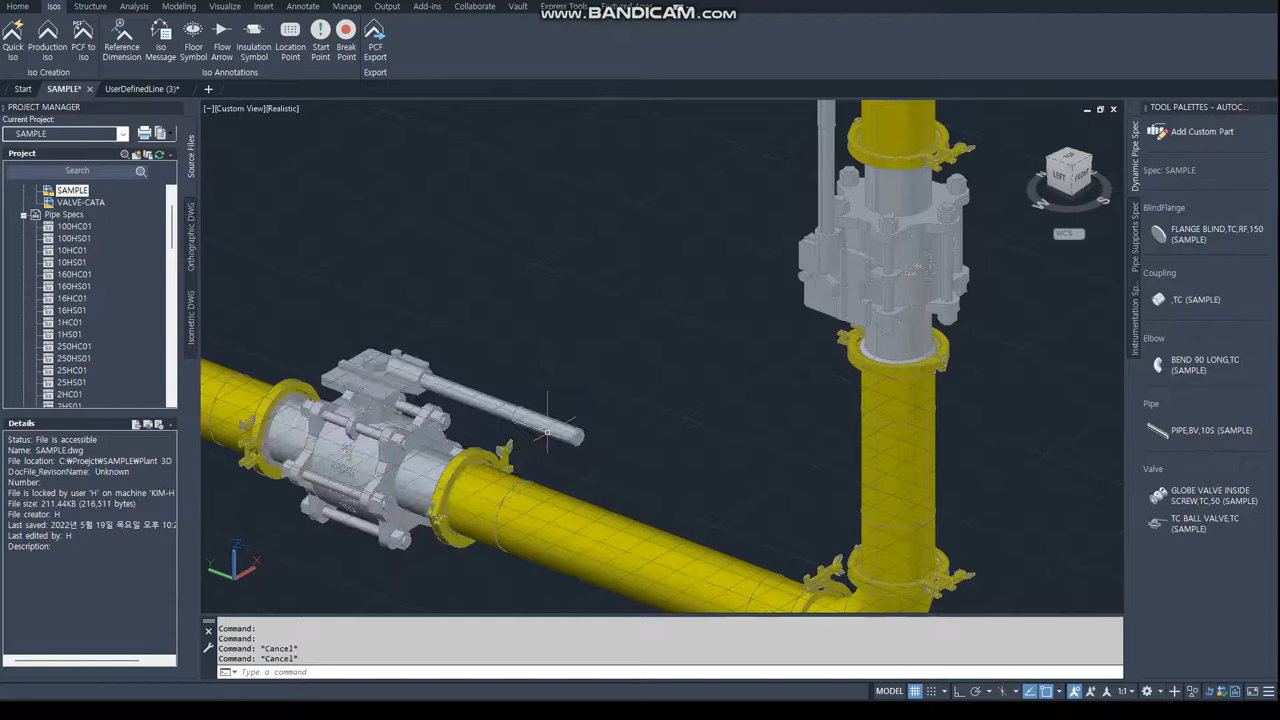 Home Isos Structure Analysis Modeling Visualize Insert Annotate Manage Output Add-ins Collaborate Vault Express Tools Featured Apps
www.BANDICAM.com
Quick Iso
Production Iso
PCF to Iso
Reference Dimension
Iso Message
Floor Symbol
Flow Arrow
Insulation Symbol
Location Point
Start Point
Break Point
PCF Export
Iso Creation
Iso Annotations
Export
Start
SAMPLE*
UserDefinedLine (3)*
PROJECT MANAGER
Current Project:
SAMPLE
Project
Search
SAMPLE
VALVE-CATA
Pipe Specs
100HC01
100HS01
10HC01
10HS01
160HC01
160HS01
16HC01
16HS01
1HC01
1HS01
250HC01
250HS01
25HC01
25HS01
2HC01
2HS01
Source Files
Orthographic DWG
Isometric DWG
Details
Status: File is accessible
Name: SAMPLE.dwg
File location: C:\Proejct\SAMPLE\Plant 3D
DocFile_RevisonName: Unknown
Number:
File is locked by user 'H' on machine 'KIM-H
File size: 211.44KB (216,511 bytes)
File creator: H
Last saved: 2022년 5월 19일 목요일 오후 10:2
Last edited by: H
Description:
[−][Custom View][Realistic]
LEFT
FRONT
W
S
WCS
Z
Y
X
Command:
Command:
Command: *Cancel*
Command: *Cancel*
Type a command
TOOL PALETTES - AUTOC...
Dynamic Pipe Spec
Pipe Supports Spec
Instrumentation Sp...
Add Custom Part
Spec: SAMPLE
BlindFlange
FLANGE BLIND,TC,RF,150
(SAMPLE)
Coupling
,TC (SAMPLE)
Elbow
BEND 90 LONG,TC
(SAMPLE)
Pipe
PIPE,BV,10S (SAMPLE)
Valve
GLOBE VALVE INSIDE
SCREW,TC,50 (SAMPLE)
TC BALL VALVE,TC
(SAMPLE)
MODEL
1:1